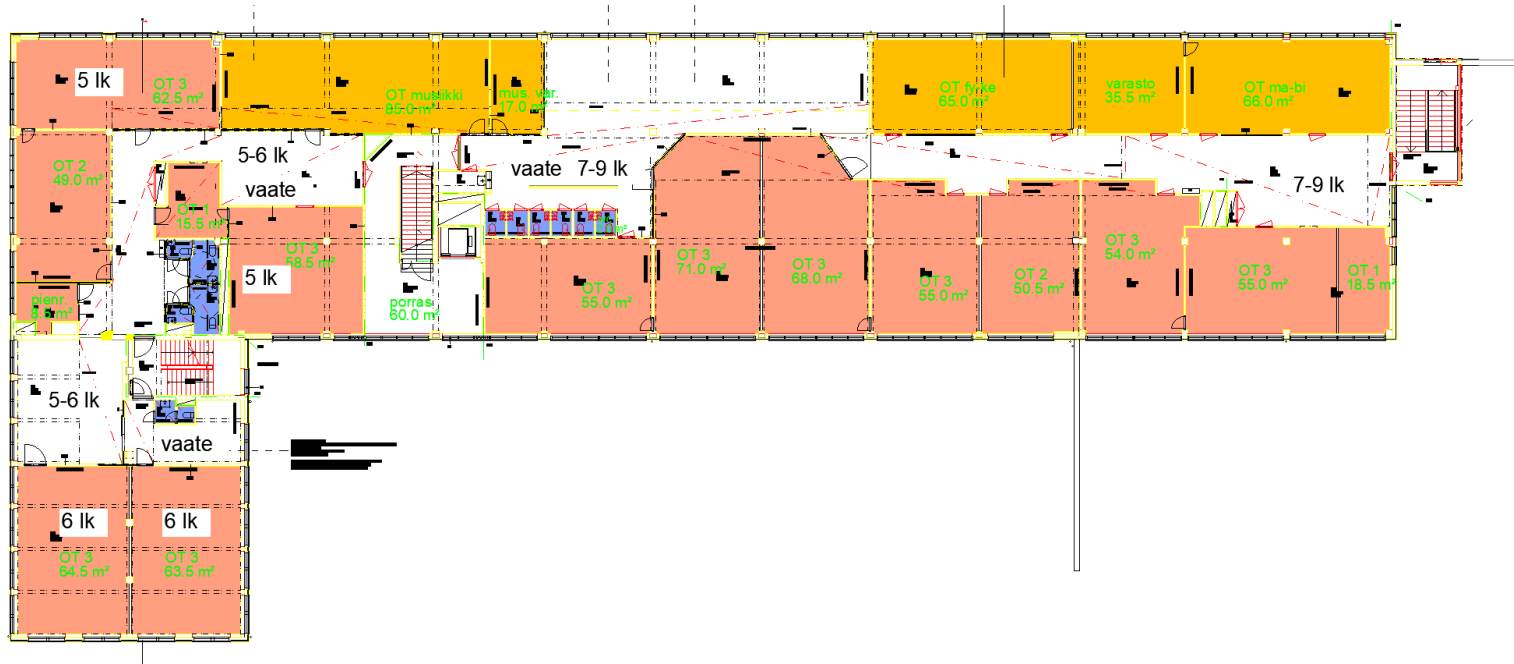 5 lk
OT 3
62.5 m²
OT musiikki
85.0 m²
mus. var.
17.0 m²
OT fy-ke
65.0 m²
varasto
35.5 m²
OT ma-bi
66.0 m²
OT 2
49.0 m²
5-6 lk
vaate
vaate 7-9 lk
7-9 lk
OT 1
15.5 m²
OT 3
58.5 m²
5 lk
porras
60.0 m²
OT 3
55.0 m²
OT 3
71.0 m²
OT 3
68.0 m²
OT 3
55.0 m²
OT 2
50.5 m²
OT 3
54.0 m²
OT 3
55.0 m²
OT 1
18.5 m²
pienr.
8.5 m²
5-6 lk
vaate
6 lk
6 lk
OT 3
64.5 m²
OT 3
63.5 m²